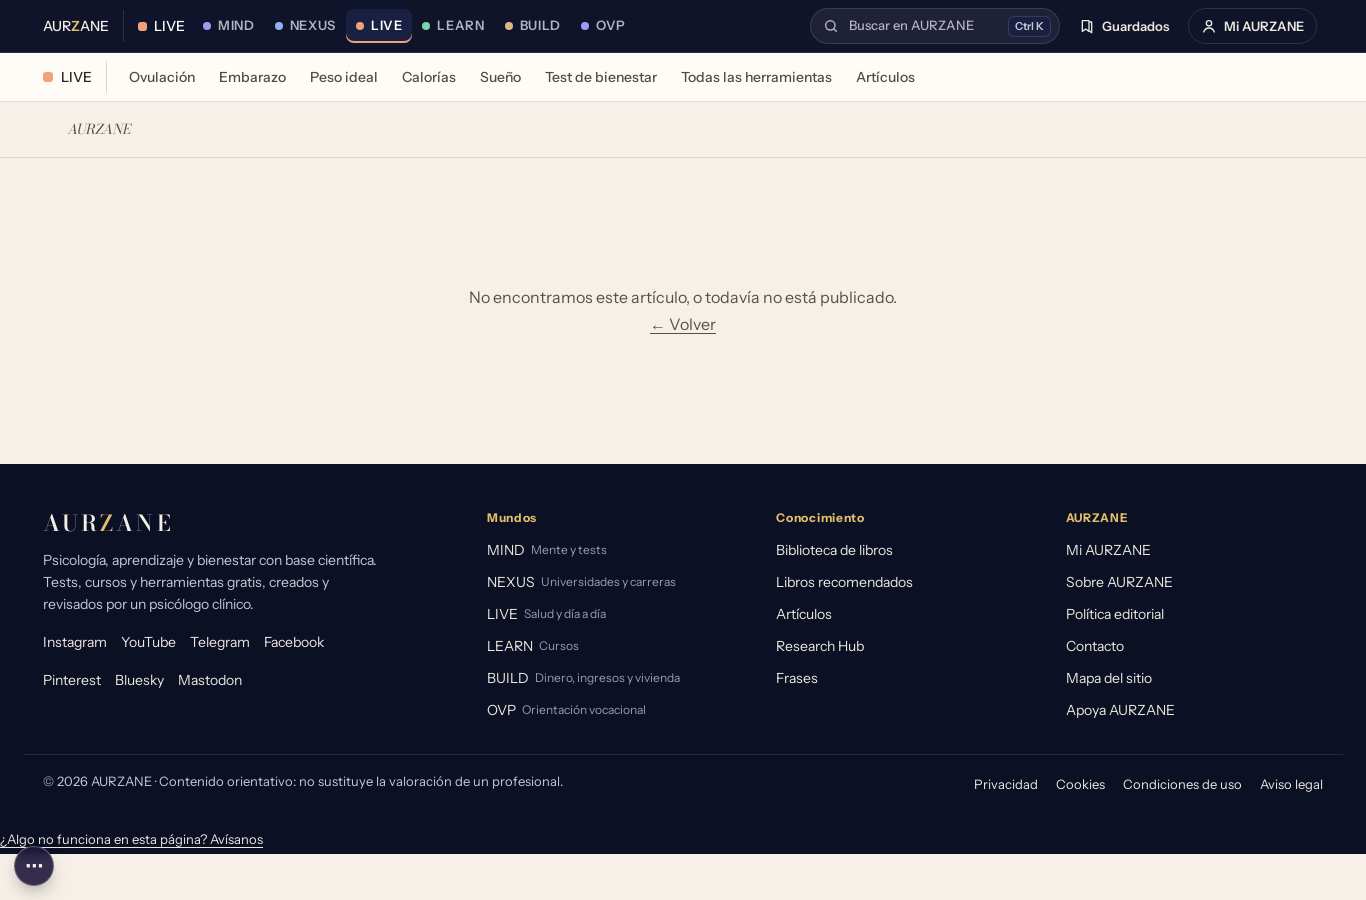 AURZANE
LIVE
MIND
NEXUS
LIVE
LEARN
BUILD
OVP
Buscar en AURZANE
Ctrl K
Guardados
Mi AURZANE
LIVE
Ovulación
Embarazo
Peso ideal
Calorías
Sueño
Test de bienestar
Todas las herramientas
Artículos
AURZANE
No encontramos este artículo, o todavía no está publicado.
← Volver
AURZANE
Psicología, aprendizaje y bienestar con base científica.
Tests, cursos y herramientas gratis, creados y
revisados por un psicólogo clínico.
Instagram YouTube Telegram Facebook
Pinterest Bluesky Mastodon
Mundos
MIND Mente y tests
NEXUS Universidades y carreras
LIVE Salud y día a día
LEARN Cursos
BUILD Dinero, ingresos y vivienda
OVP Orientación vocacional
Conocimiento
Biblioteca de libros
Libros recomendados
Artículos
Research Hub
Frases
AURZANE
Mi AURZANE
Sobre AURZANE
Política editorial
Contacto
Mapa del sitio
Apoya AURZANE
© 2026 AURZANE · Contenido orientativo: no sustituye la valoración de un profesional.
Privacidad Cookies Condiciones de uso Aviso legal
¿Algo no funciona en esta página? Avísanos